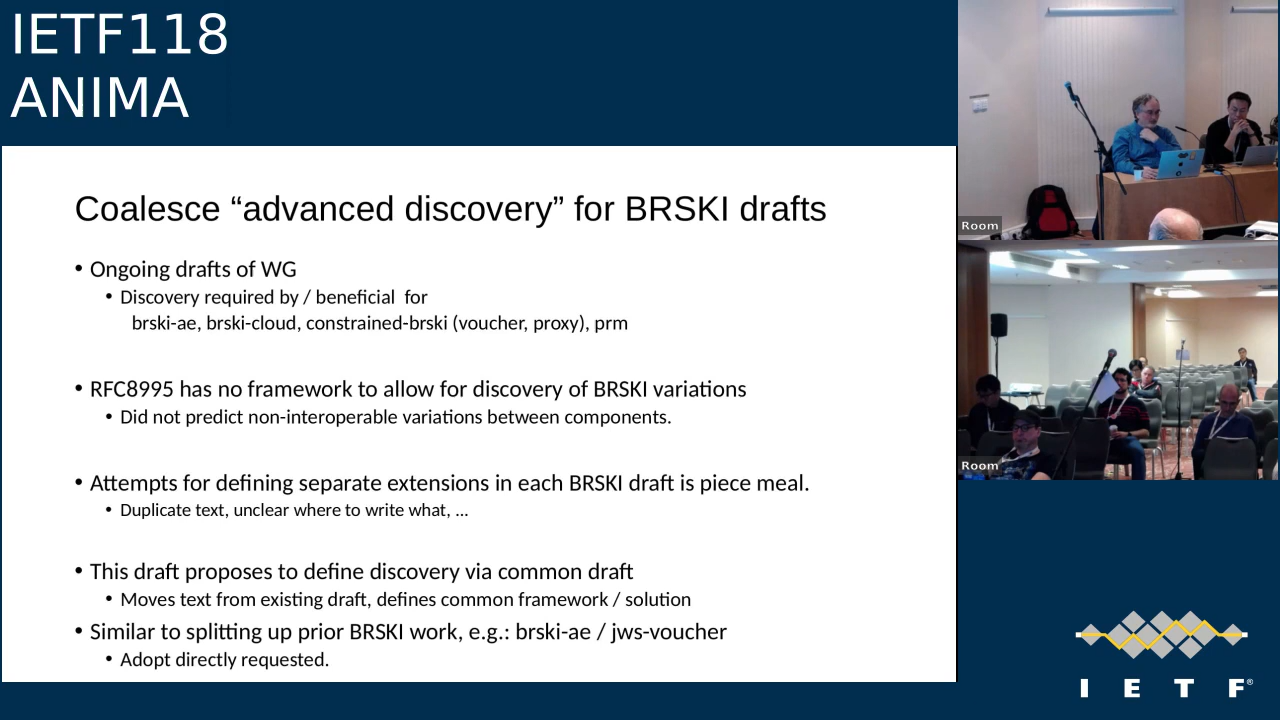 IETF118
ANIMA
Coalesce “advanced discovery” for BRSKI drafts
• Ongoing drafts of WG
• Discovery required by / beneficial  for
brski-ae, brski-cloud, constrained-brski (voucher, proxy), prm
• RFC8995 has no framework to allow for discovery of BRSKI variations
• Did not predict non-interoperable variations between components.
• Attempts for defining separate extensions in each BRSKI draft is piece meal.
• Duplicate text, unclear where to write what, ...
• This draft proposes to define discovery via common draft
• Moves text from existing draft, defines common framework / solution
• Similar to splitting up prior BRSKI work, e.g.: brski-ae / jws-voucher
• Adopt directly requested.
Room
Room
I E T F®